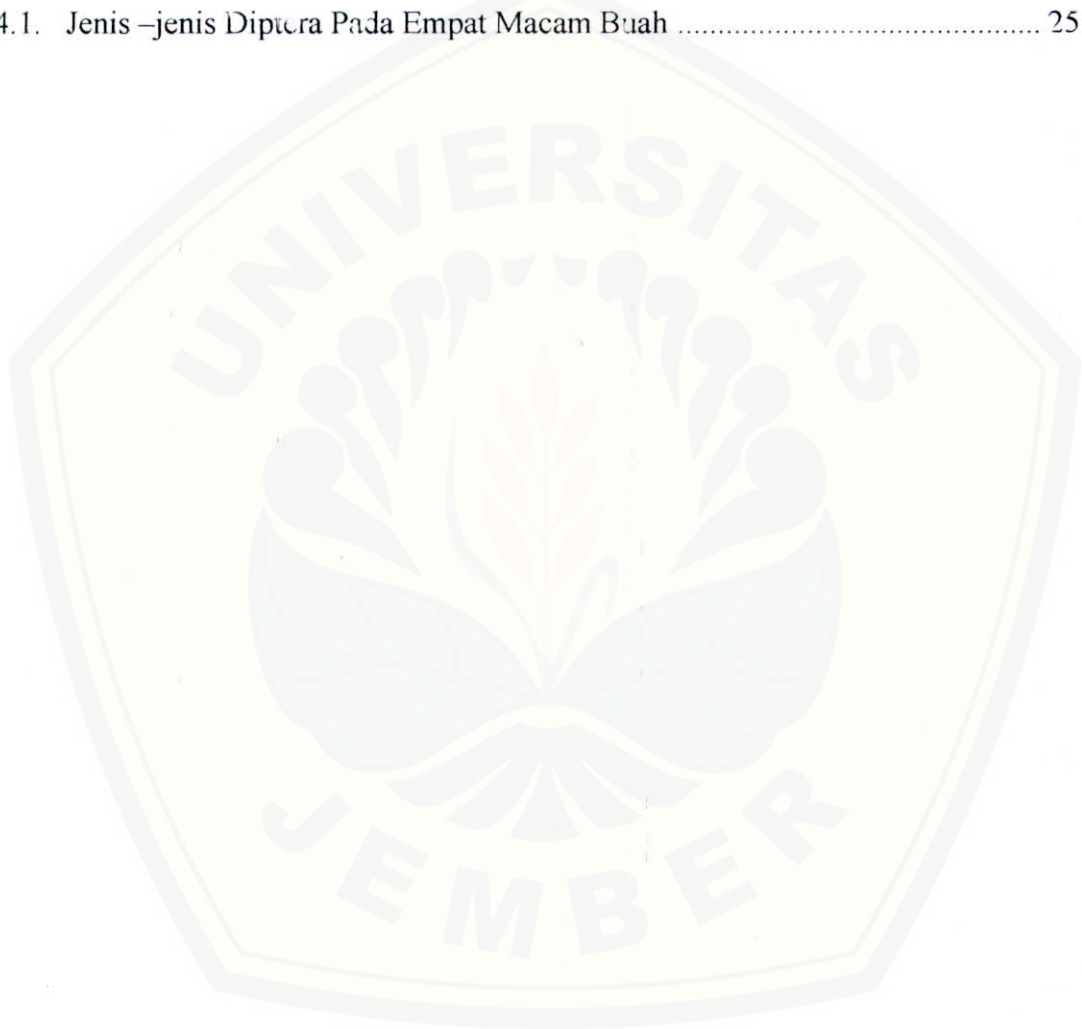 4.1. Jenis –jenis Diptera Pada Empat Macam Buah ............................................. 25
UNIVERSITAS
JEMBER